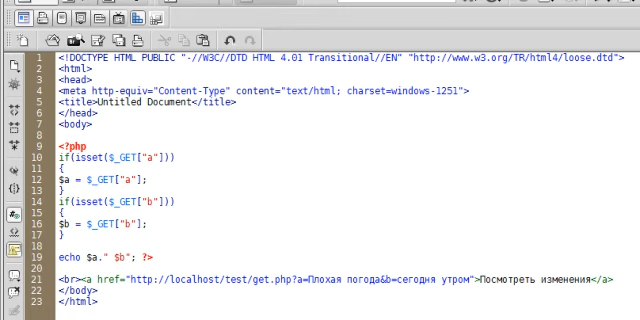 1 <!DOCTYPE HTML PUBLIC "-//W3C//DTD HTML 4.01 Transitional//EN" "http://www.w3.org/TR/html4/loose.dtd">
2 <html>
3 <head>
4 <meta http-equiv="Content-Type" content="text/html; charset=windows-1251">
5 <title>Untitled Document</title>
6 </head>
7 <body>
8
9 <?php
10 if(isset($_GET["a"]))
11 {
12 $a = $_GET["a"];
13 }
14 if(isset($_GET["b"]))
15 {
16 $b = $_GET["b"];
17 }
18
19 echo $a." $b"; ?>
20
21 <br><a href="http://localhost/test/get.php?a=Плохая погода&b=сегодня утром">Посмотреть изменения</a>
22 </body>
23 </html>